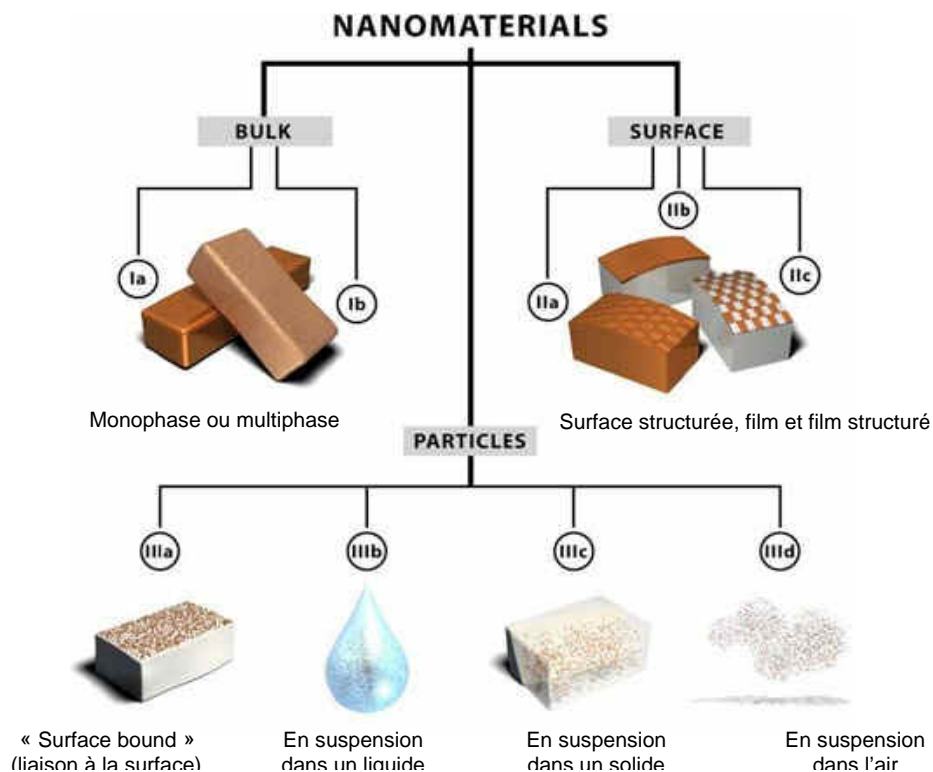 NANOMATERIALS
BULK
SURFACE
Ia
Ib
IIa
IIb
IIc
Monophase ou multiphase
Surface structurée, film et film structuré
PARTICLES
IIIa
IIIb
IIIc
IIId
« Surface bound »
(liaison à la surface)
En suspension
dans un liquide
En suspension
dans un solide
En suspension
dans l’air